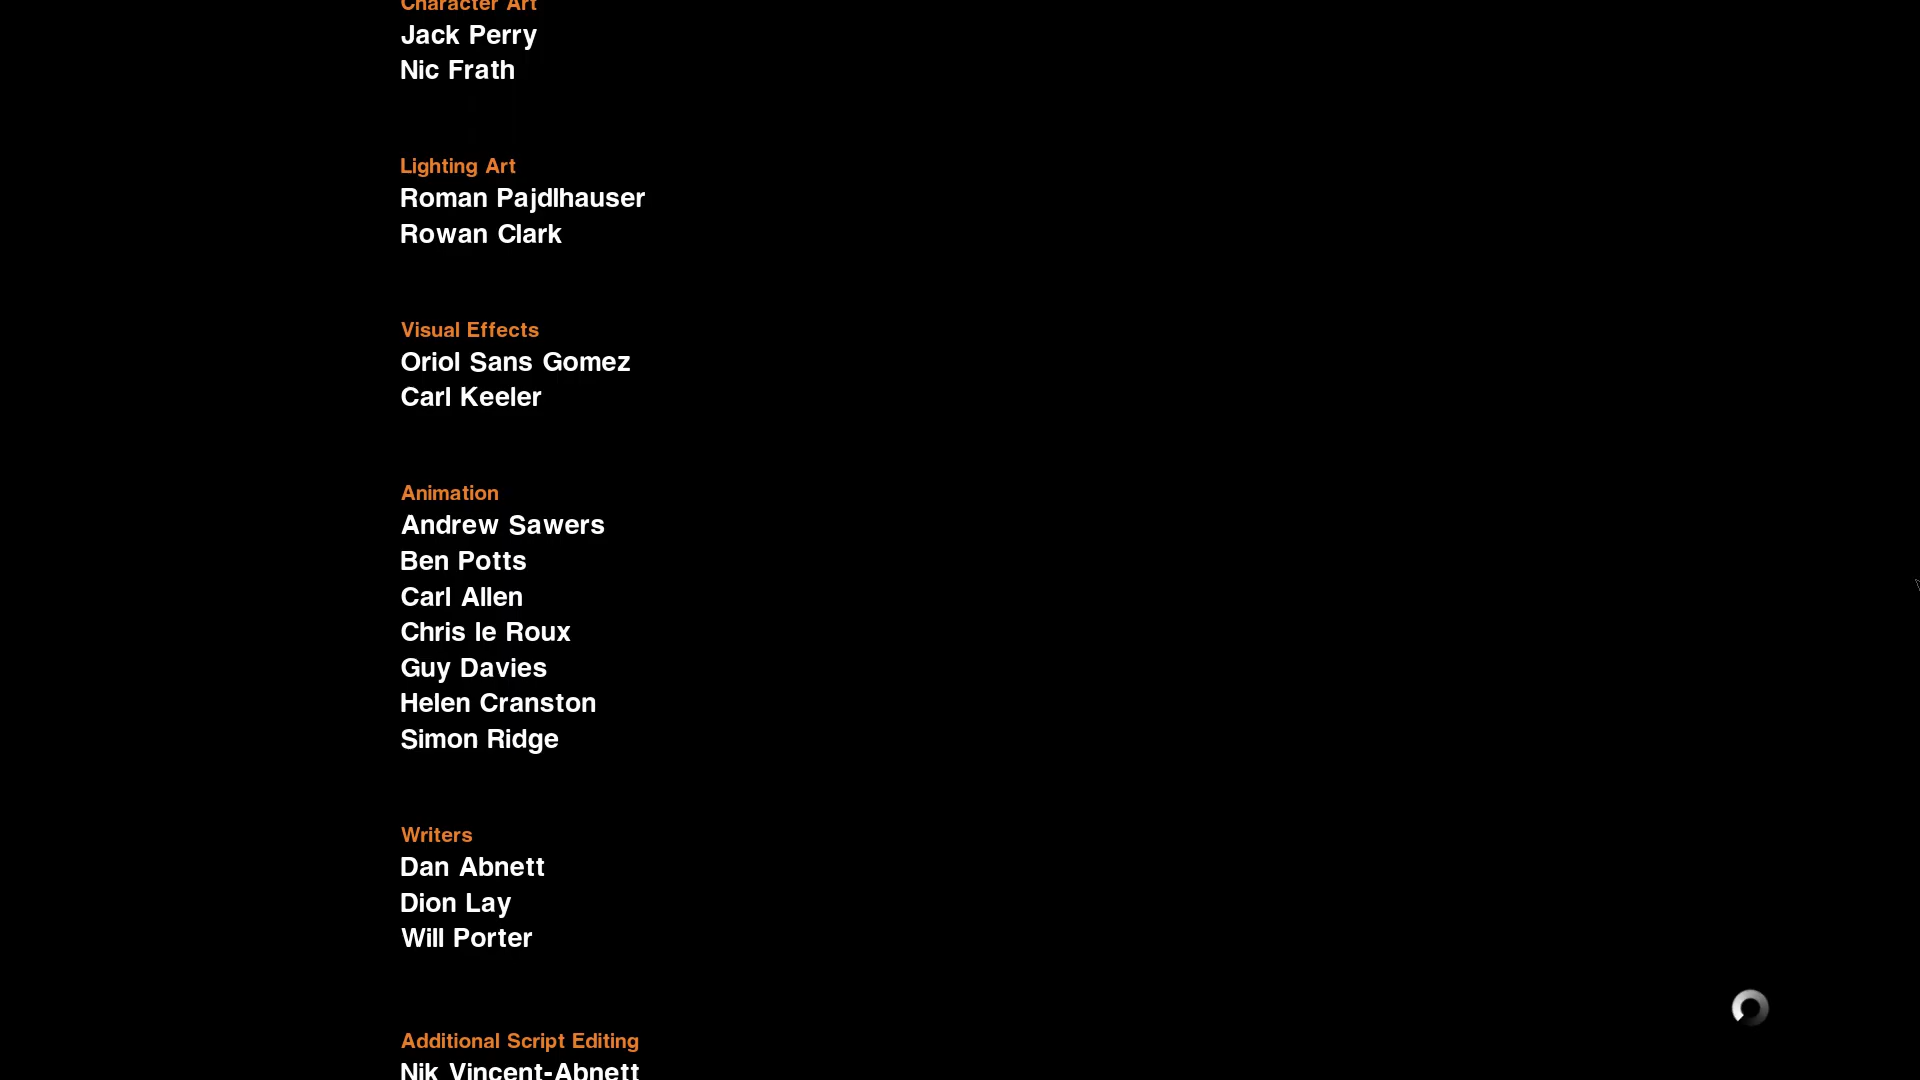 Character Art
Jack Perry
Nic Frath
Lighting Art
Roman Pajdlhauser
Rowan Clark
Visual Effects
Oriol Sans Gomez
Carl Keeler
Animation
Andrew Sawers
Ben Potts
Carl Allen
Chris le Roux
Guy Davies
Helen Cranston
Simon Ridge
Writers
Dan Abnett
Dion Lay
Will Porter
Additional Script Editing
Nik Vincent-Abnett